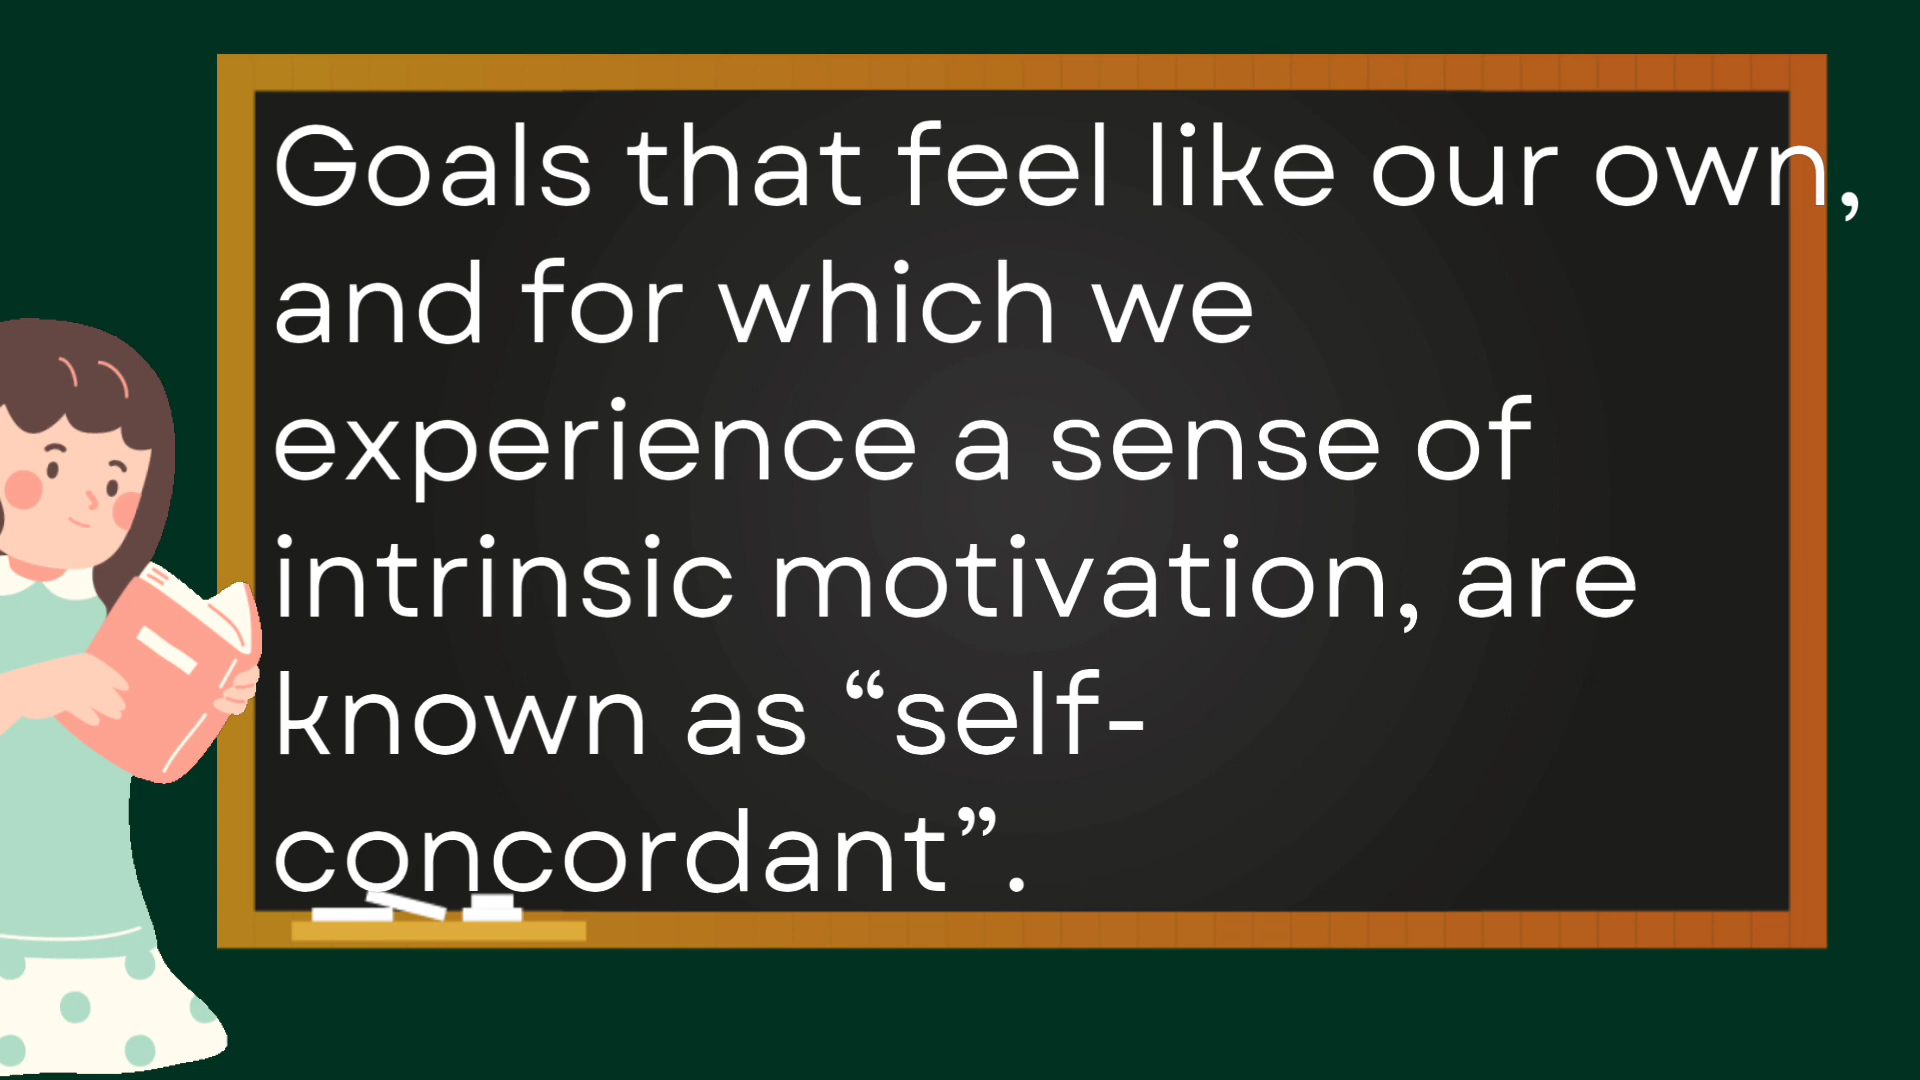 Goals that feel like our own,
and for which we
experience a sense of
intrinsic motivation, are
known as “self-
concordant”.